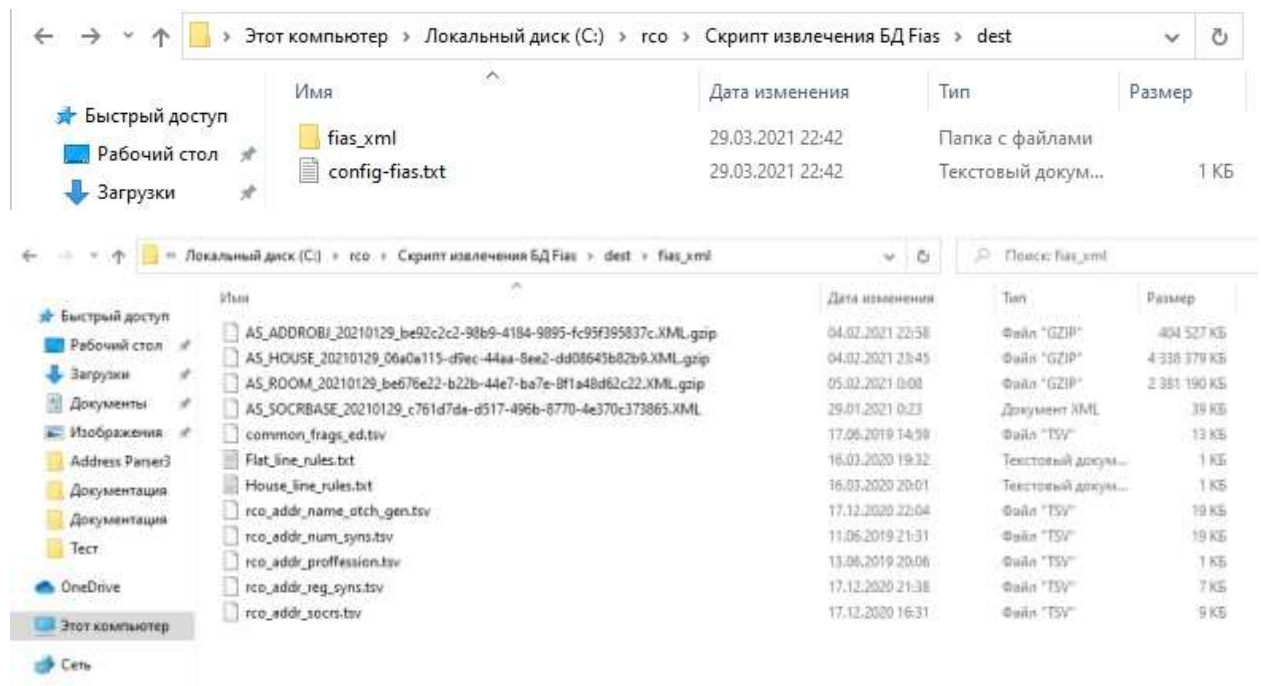 Этот компьютер > Локальный диск (C:) > rco > Скрипт извлечения БД Fias > dest
Имя Дата изменения Тип Размер
Быстрый доступ
Рабочий стол
Загрузки
fias_xml 29.03.2021 22:42 Папка с файлами
config-fias.txt 29.03.2021 22:42 Текстовый докум... 1 КБ
« Локальный диск (C:) > rco > Скрипт извлечения БД Fias > dest > fias_xml Поиск: fias_xml
Имя Дата изменения Тип Размер
Быстрый доступ
Рабочий стол
Загрузки
Документы
Изображения
Address Parser3
Документация
Документация
Тест
OneDrive
Этот компьютер
Сеть
AS_ADDROBJ_20210129_be92c2c2-98b9-4184-9895-fc95f395837c.XML.gzip 04.02.2021 22:58 Файл "GZIP" 404 527 КБ
AS_HOUSE_20210129_06a0a115-d9ec-44aa-8ee2-dd08645b82b9.XML.gzip 04.02.2021 23:45 Файл "GZIP" 4 338 379 КБ
AS_ROOM_20210129_be676e22-b22b-44e7-ba7e-8f1a48d62c22.XML.gzip 05.02.2021 0:08 Файл "GZIP" 2 381 190 КБ
AS_SOCRBASE_20210129_c761d7da-d517-496b-8770-4e370c373865.XML 29.01.2021 0:23 Документ XML 39 КБ
common_frags_ed.tsv 17.06.2019 14:59 Файл "TSV" 13 КБ
Flat_line_rules.txt 16.03.2020 19:32 Текстовый докум... 1 КБ
House_line_rules.txt 16.03.2020 20:01 Текстовый докум... 1 КБ
rco_addr_name_otch_gen.tsv 17.12.2020 22:04 Файл "TSV" 19 КБ
rco_addr_num_syns.tsv 11.06.2019 21:31 Файл "TSV" 19 КБ
rco_addr_proffession.tsv 13.06.2019 20:06 Файл "TSV" 1 КБ
rco_addr_reg_syns.tsv 17.12.2020 21:38 Файл "TSV" 7 КБ
rco_addr_socrs.tsv 17.12.2020 16:31 Файл "TSV" 9 КБ